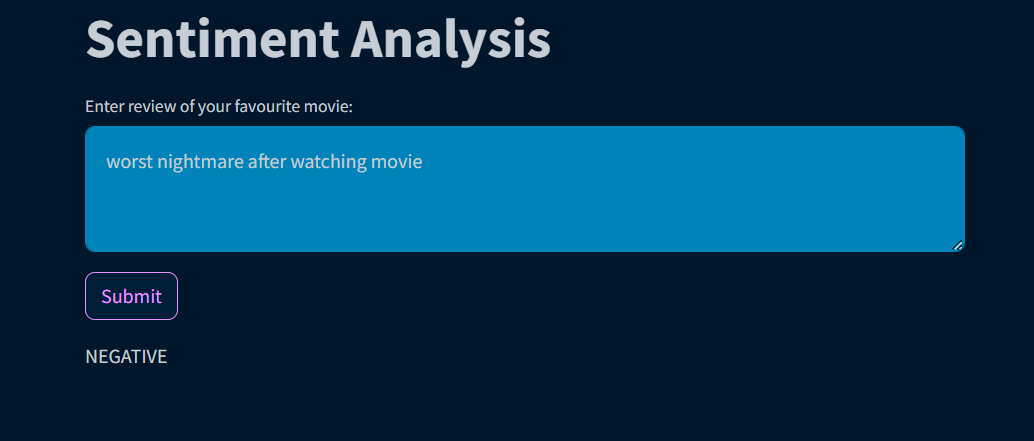 Sentiment Analysis
Enter review of your favourite movie:
worst nightmare after watching movie
Submit
NEGATIVE